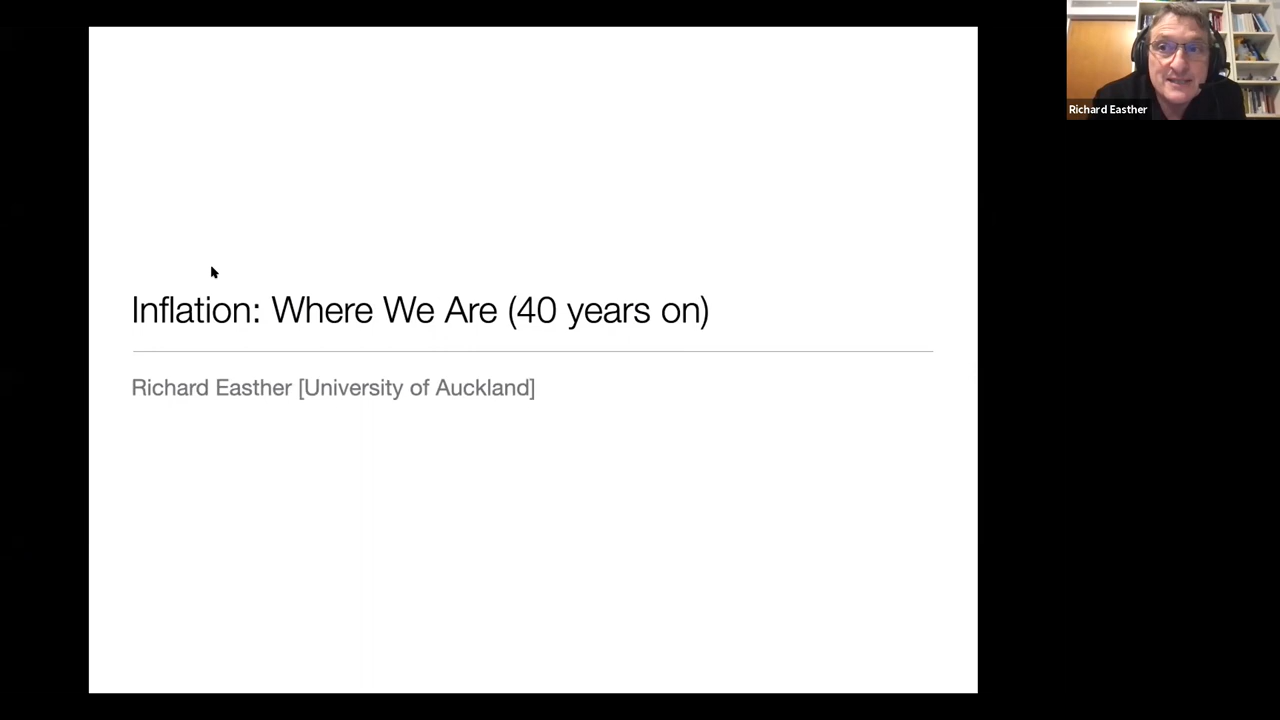 Inflation: Where We Are (40 years on)
Richard Easther [University of Auckland]
Richard Easther